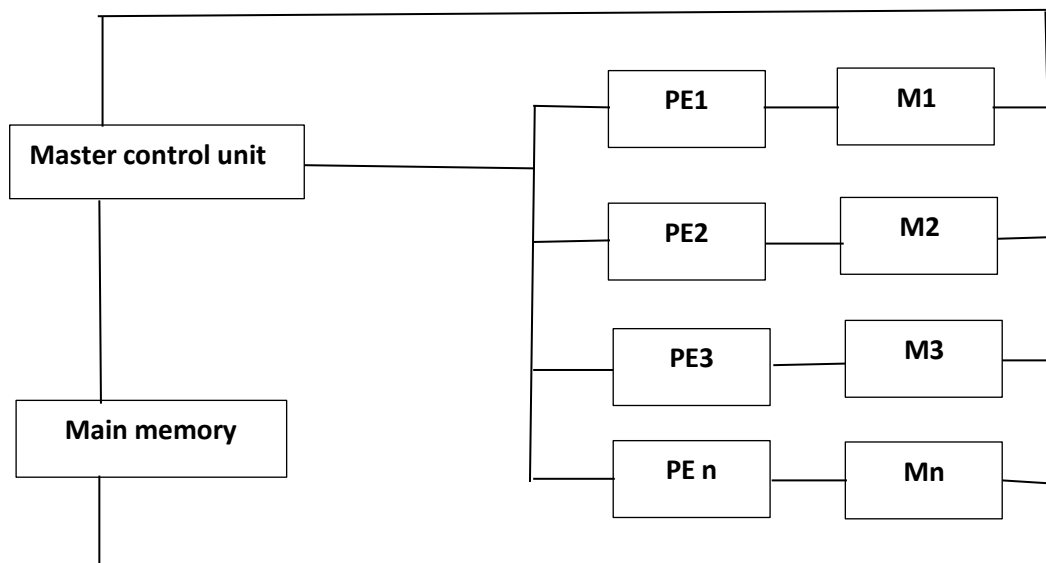 PE1
M1
Master control unit
PE2
M2
PE3
M3
Main memory
PE n
Mn